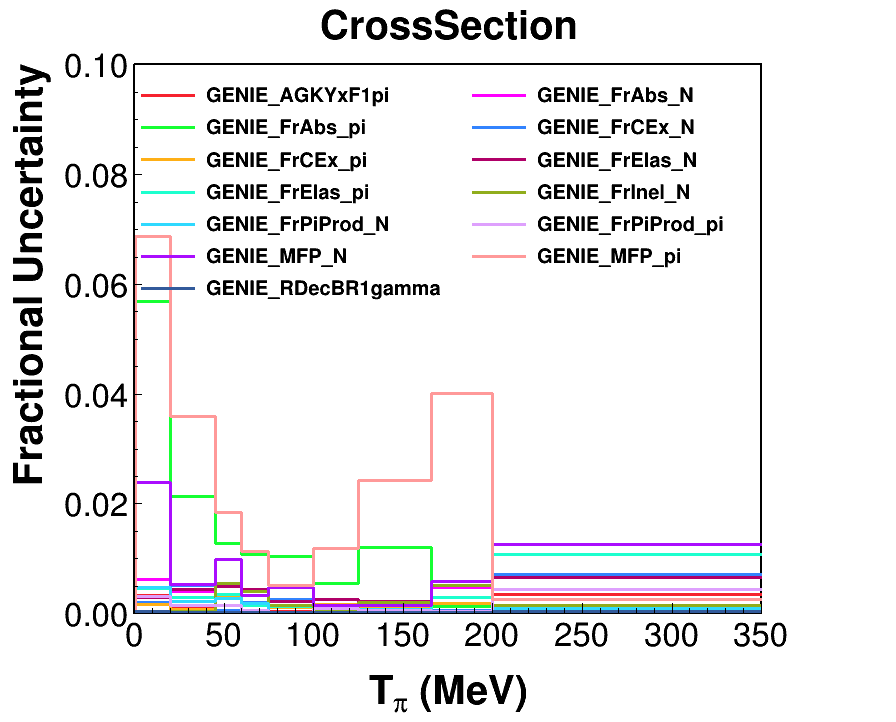 CrossSection
Fractional Uncertainty
0.10
0.08
0.06
0.04
0.02
0.00
GENIE_AGKYxF1pi
GENIE_FrAbs_pi
GENIE_FrCEx_pi
GENIE_FrElas_pi
GENIE_FrPiProd_N
GENIE_MFP_N
GENIE_RDecBR1gamma
GENIE_FrAbs_N
GENIE_FrCEx_N
GENIE_FrElas_N
GENIE_FrInel_N
GENIE_FrPiProd_pi
GENIE_MFP_pi
0 50 100 150 200 250 300 350
Tπ (MeV)